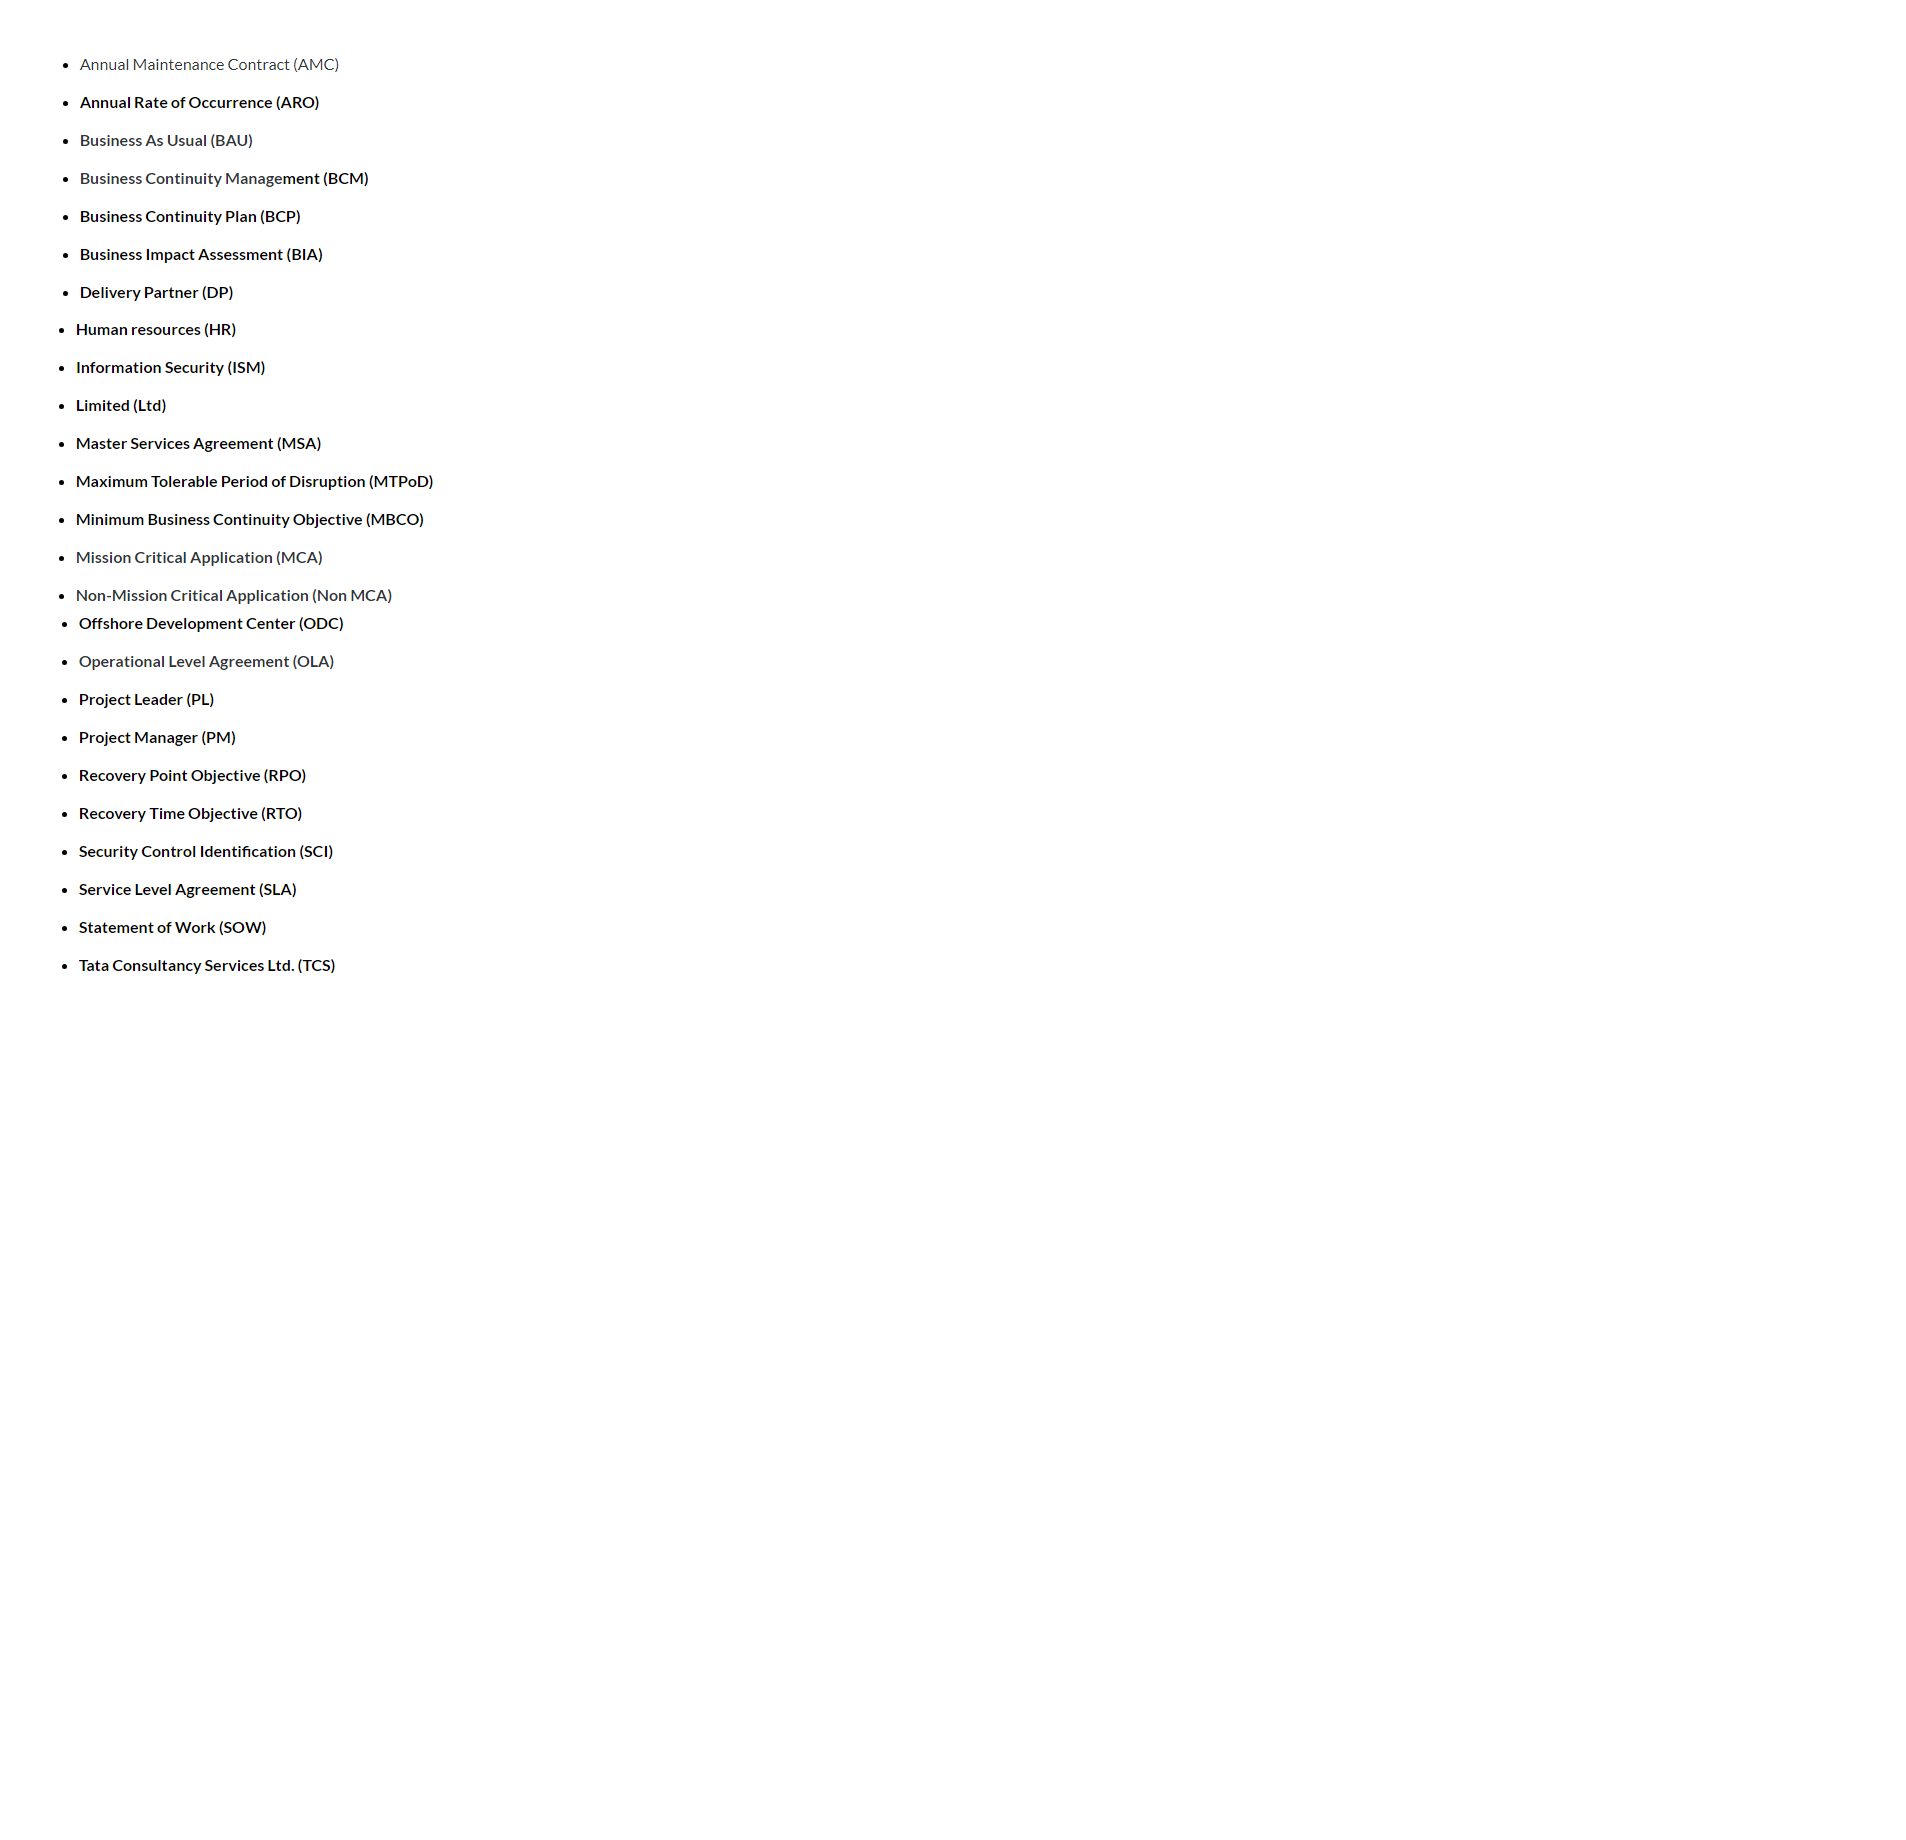 • Annual Maintenance Contract (AMC)
• Annual Rate of Occurrence (ARO)
• Business As Usual (BAU)
• Business Continuity Management (BCM)
• Business Continuity Plan (BCP)
• Business Impact Assessment (BIA)
• Delivery Partner (DP)
• Human resources (HR)
• Information Security (ISM)
• Limited (Ltd)
• Master Services Agreement (MSA)
• Maximum Tolerable Period of Disruption (MTPoD)
• Minimum Business Continuity Objective (MBCO)
• Mission Critical Application (MCA)
• Non-Mission Critical Application (Non MCA)
• Offshore Development Center (ODC)
• Operational Level Agreement (OLA)
• Project Leader (PL)
• Project Manager (PM)
• Recovery Point Objective (RPO)
• Recovery Time Objective (RTO)
• Security Control Identification (SCI)
• Service Level Agreement (SLA)
• Statement of Work (SOW)
• Tata Consultancy Services Ltd. (TCS)